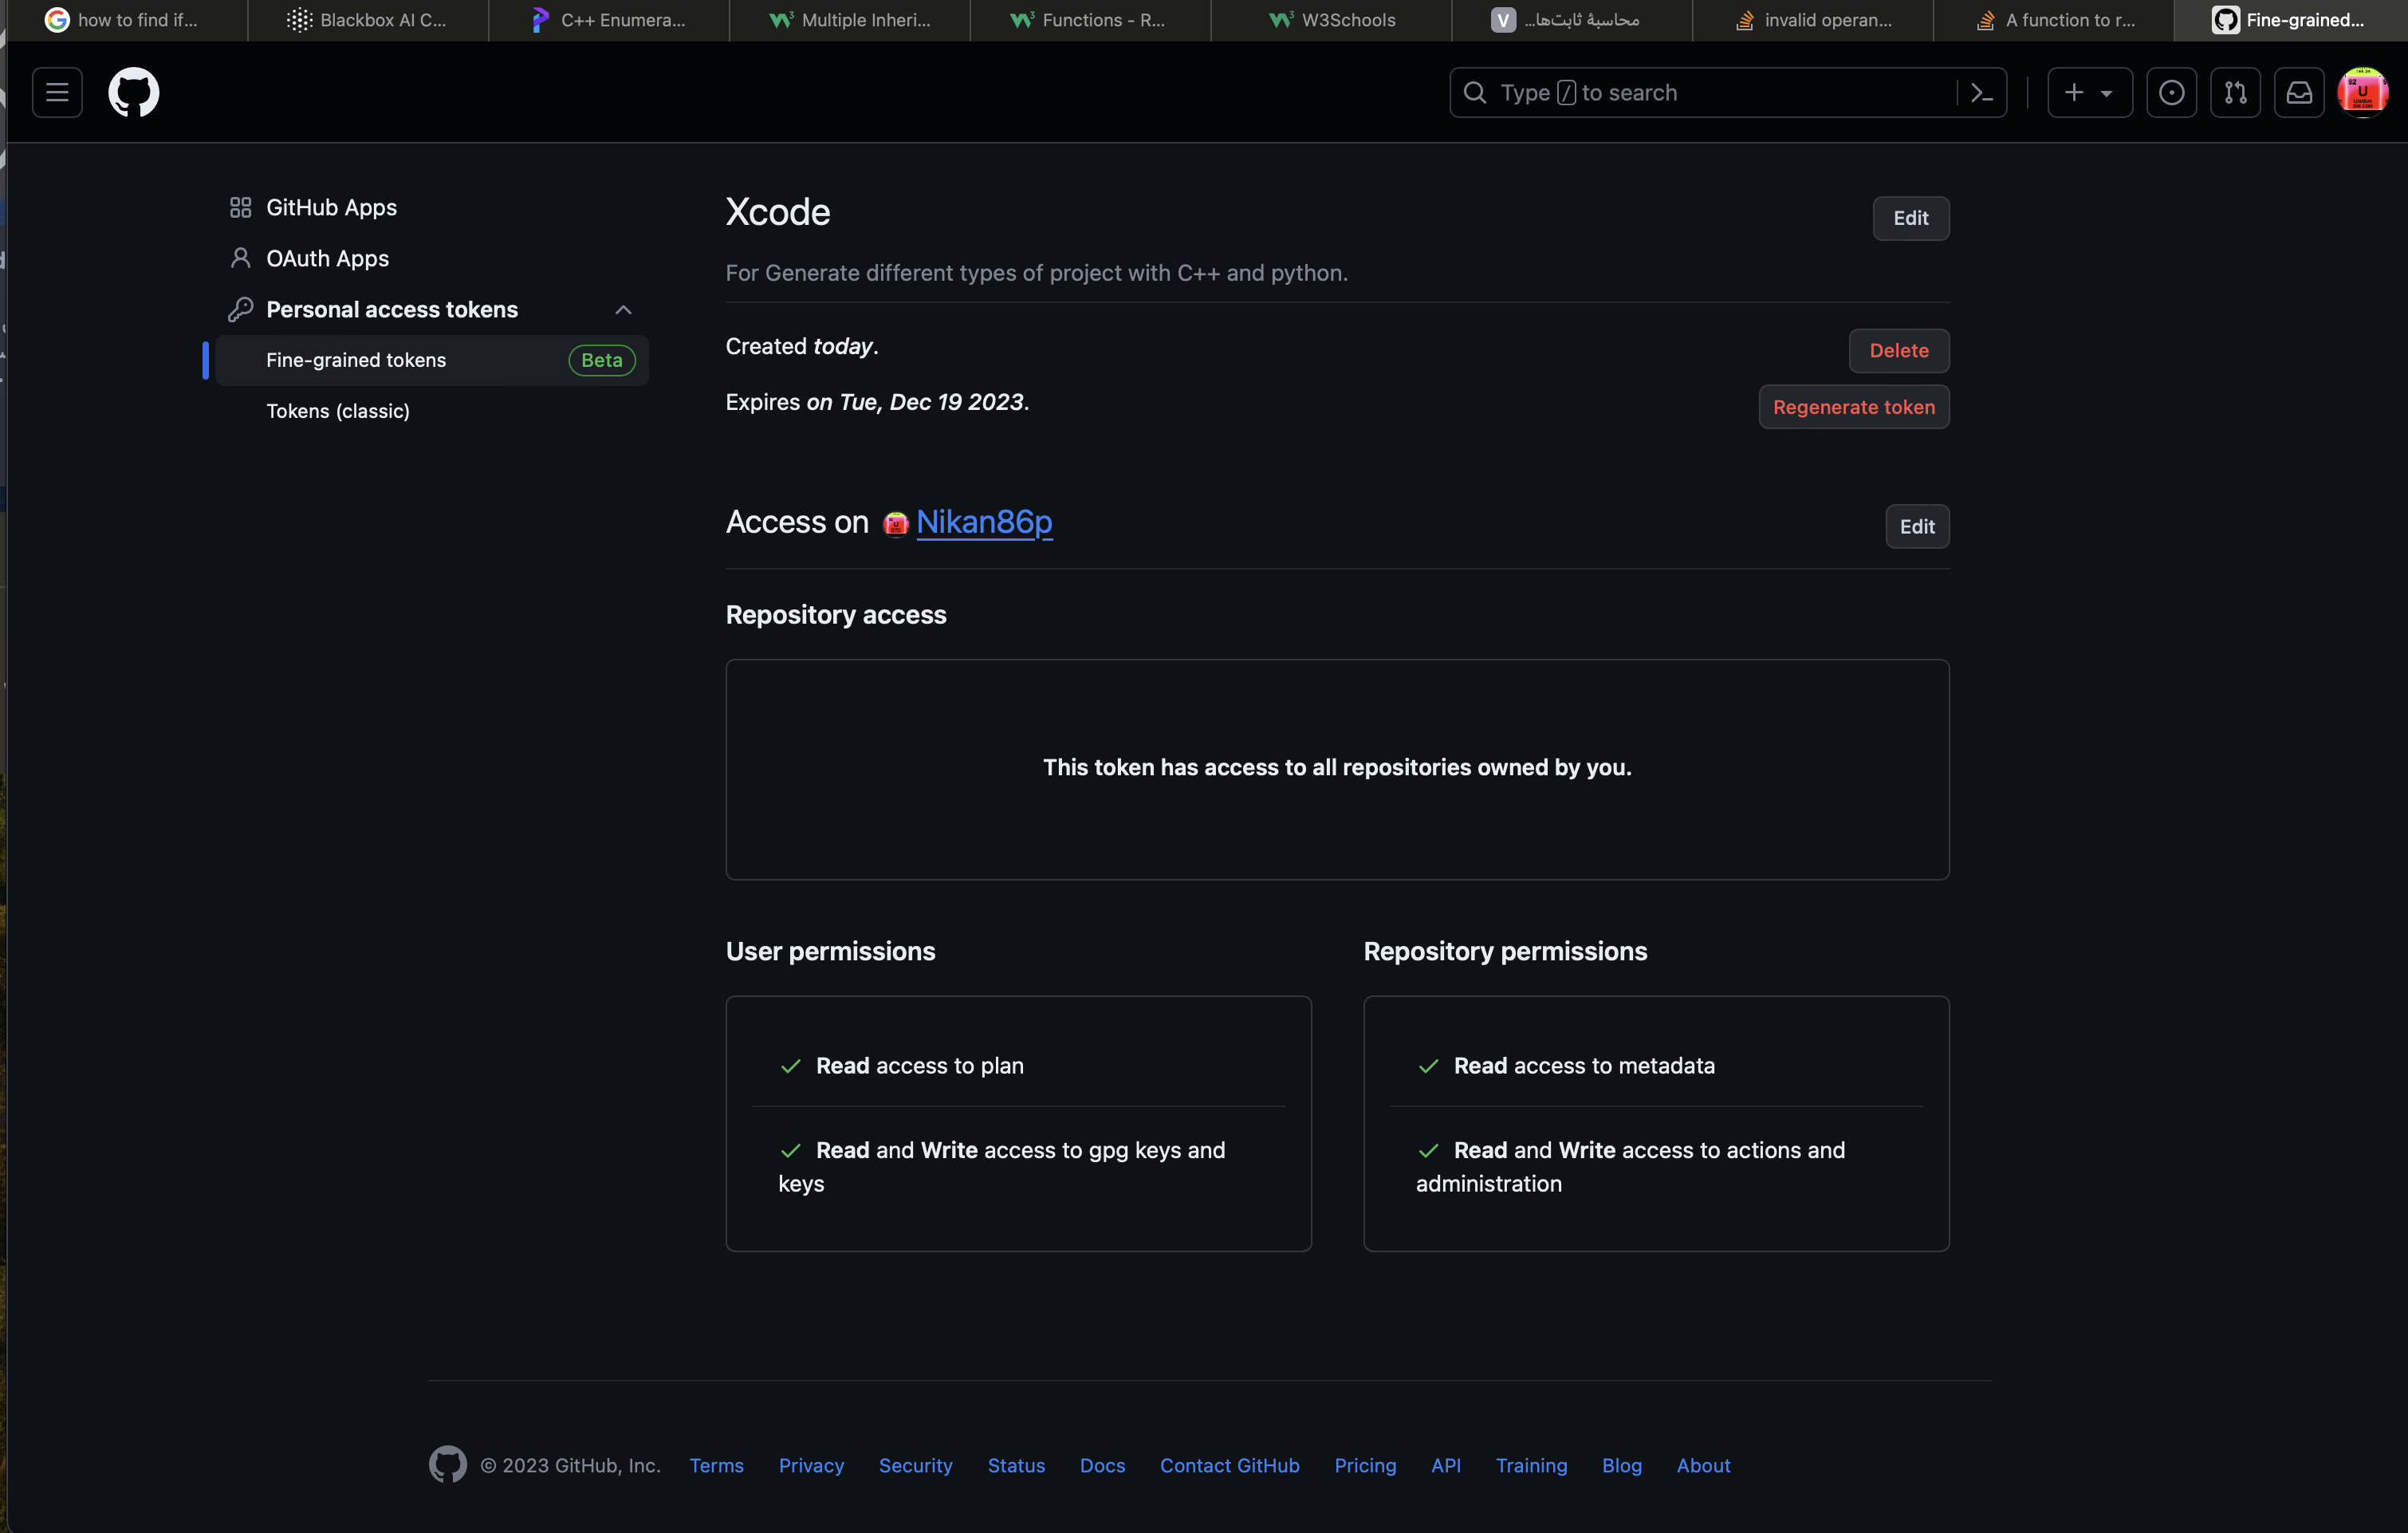 how to find if...
Blackbox AI C...
C++ Enumera...
Multiple Inheri...
Functions - R...
W3Schools
محاسبهٔ ثابت‌ها...
invalid operan...
A function to r...
Fine-grained...
Type / to search
GitHub Apps
OAuth Apps
Personal access tokens
Fine-grained tokens Beta
Tokens (classic)
Xcode
Edit
For Generate different types of project with C++ and python.
Created today.
Delete
Expires on Tue, Dec 19 2023.
Regenerate token
Access on Nikan86p
Edit
Repository access
This token has access to all repositories owned by you.
User permissions
Read access to plan
Read and Write access to gpg keys and
keys
Repository permissions
Read access to metadata
Read and Write access to actions and
administration
© 2023 GitHub, Inc. Terms Privacy Security Status Docs Contact GitHub Pricing API Training Blog About